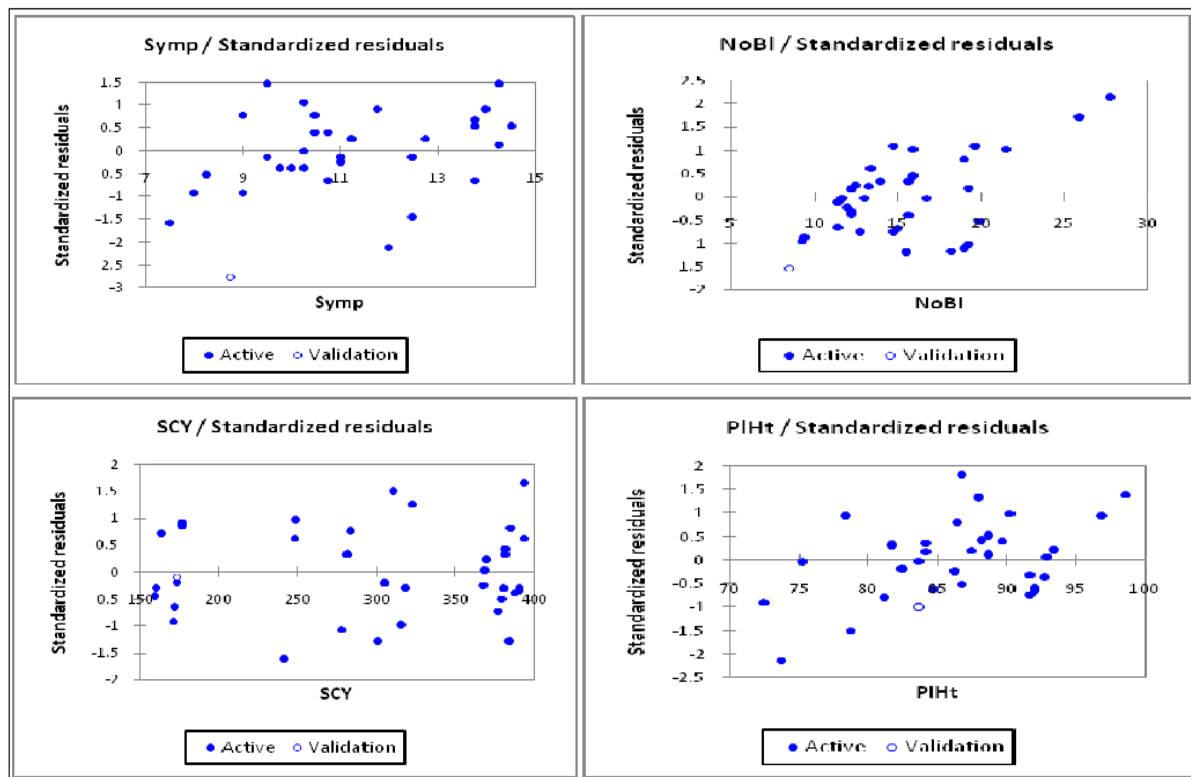 Symp / Standardized residuals
Standardized residuals
1.5
1
0.5
0
0.5
-1
-1.5
-2
2.5
-3
7 9 11 13 15
Symp
Active Validation
NoBl / Standardized residuals
Standardized residuals
2.5
2
1.5
1
0.5
0
-0.5
1
1.5
-2
5 10 15 20 25 30
NoBl
Active Validation
SCY / Standardized residuals
Standardized residuals
2
1.5
1
0.5
0
0.5
-1
-1.5
-2
150 200 250 300 350 400
SCY
Active Validation
PlHt / Standardized residuals
Standardized residuals
2
1.5
1
0.5
0
-0.5
-1
-1.5
-2
-2.5
70 75 80 85 90 95 100
PlHt
Active Validation